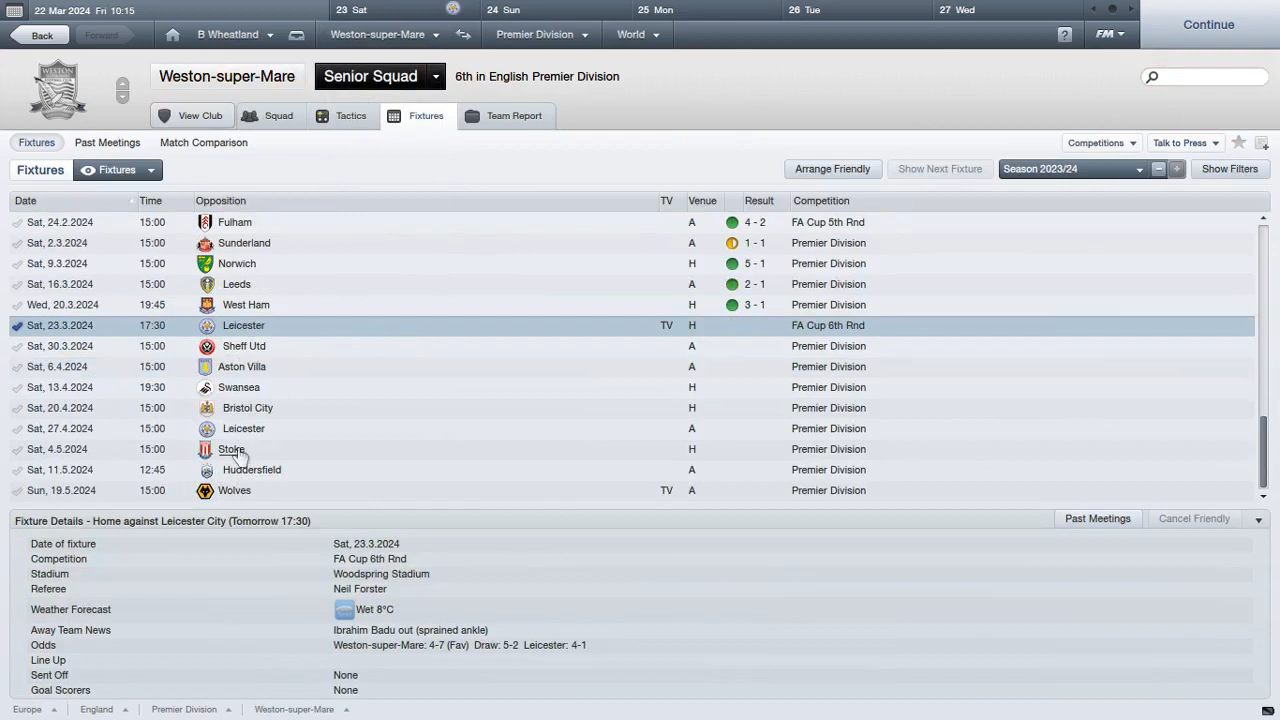 22 Mar 2024 Fri 10:15 23 Sat 24 Sun 25 Mon 26 Tue 27 Wed Continue
Back Forward B Wheatland Weston-super-Mare Premier Division World ? FM
WESTON
Weston-super-Mare Senior Squad 6th in English Premier Division
View Club Squad Tactics Fixtures Team Report
Fixtures Past Meetings Match Comparison Competitions Talk to Press
Fixtures Fixtures Arrange Friendly Show Next Fixture Season 2023/24 Show Filters
Date Time Opposition TV Venue Result Competition
Sat, 24.2.2024 15:00 Fulham A 4 - 2 FA Cup 5th Rnd
Sat, 2.3.2024 15:00 Sunderland A 1 - 1 Premier Division
Sat, 9.3.2024 15:00 Norwich H 5 - 1 Premier Division
Sat, 16.3.2024 15:00 Leeds A 2 - 1 Premier Division
Wed, 20.3.2024 19:45 West Ham H 3 - 1 Premier Division
Sat, 23.3.2024 17:30 Leicester TV H FA Cup 6th Rnd
Sat, 30.3.2024 15:00 Sheff Utd A Premier Division
Sat, 6.4.2024 15:00 Aston Villa A Premier Division
Sat, 13.4.2024 19:30 Swansea H Premier Division
Sat, 20.4.2024 15:00 Bristol City H Premier Division
Sat, 27.4.2024 15:00 Leicester A Premier Division
Sat, 4.5.2024 15:00 Stoke H Premier Division
Sat, 11.5.2024 12:45 Huddersfield A Premier Division
Sun, 19.5.2024 15:00 Wolves TV A Premier Division
Fixture Details - Home against Leicester City (Tomorrow 17:30) Past Meetings Cancel Friendly
Date of fixture Sat, 23.3.2024
Competition FA Cup 6th Rnd
Stadium Woodspring Stadium
Referee Neil Forster
Weather Forecast Wet 8°C
Away Team News Ibrahim Badu out (sprained ankle)
Odds Weston-super-Mare: 4-7 (Fav) Draw: 5-2 Leicester: 4-1
Line Up
Sent Off None
Goal Scorers None
Europe England Premier Division Weston-super-Mare